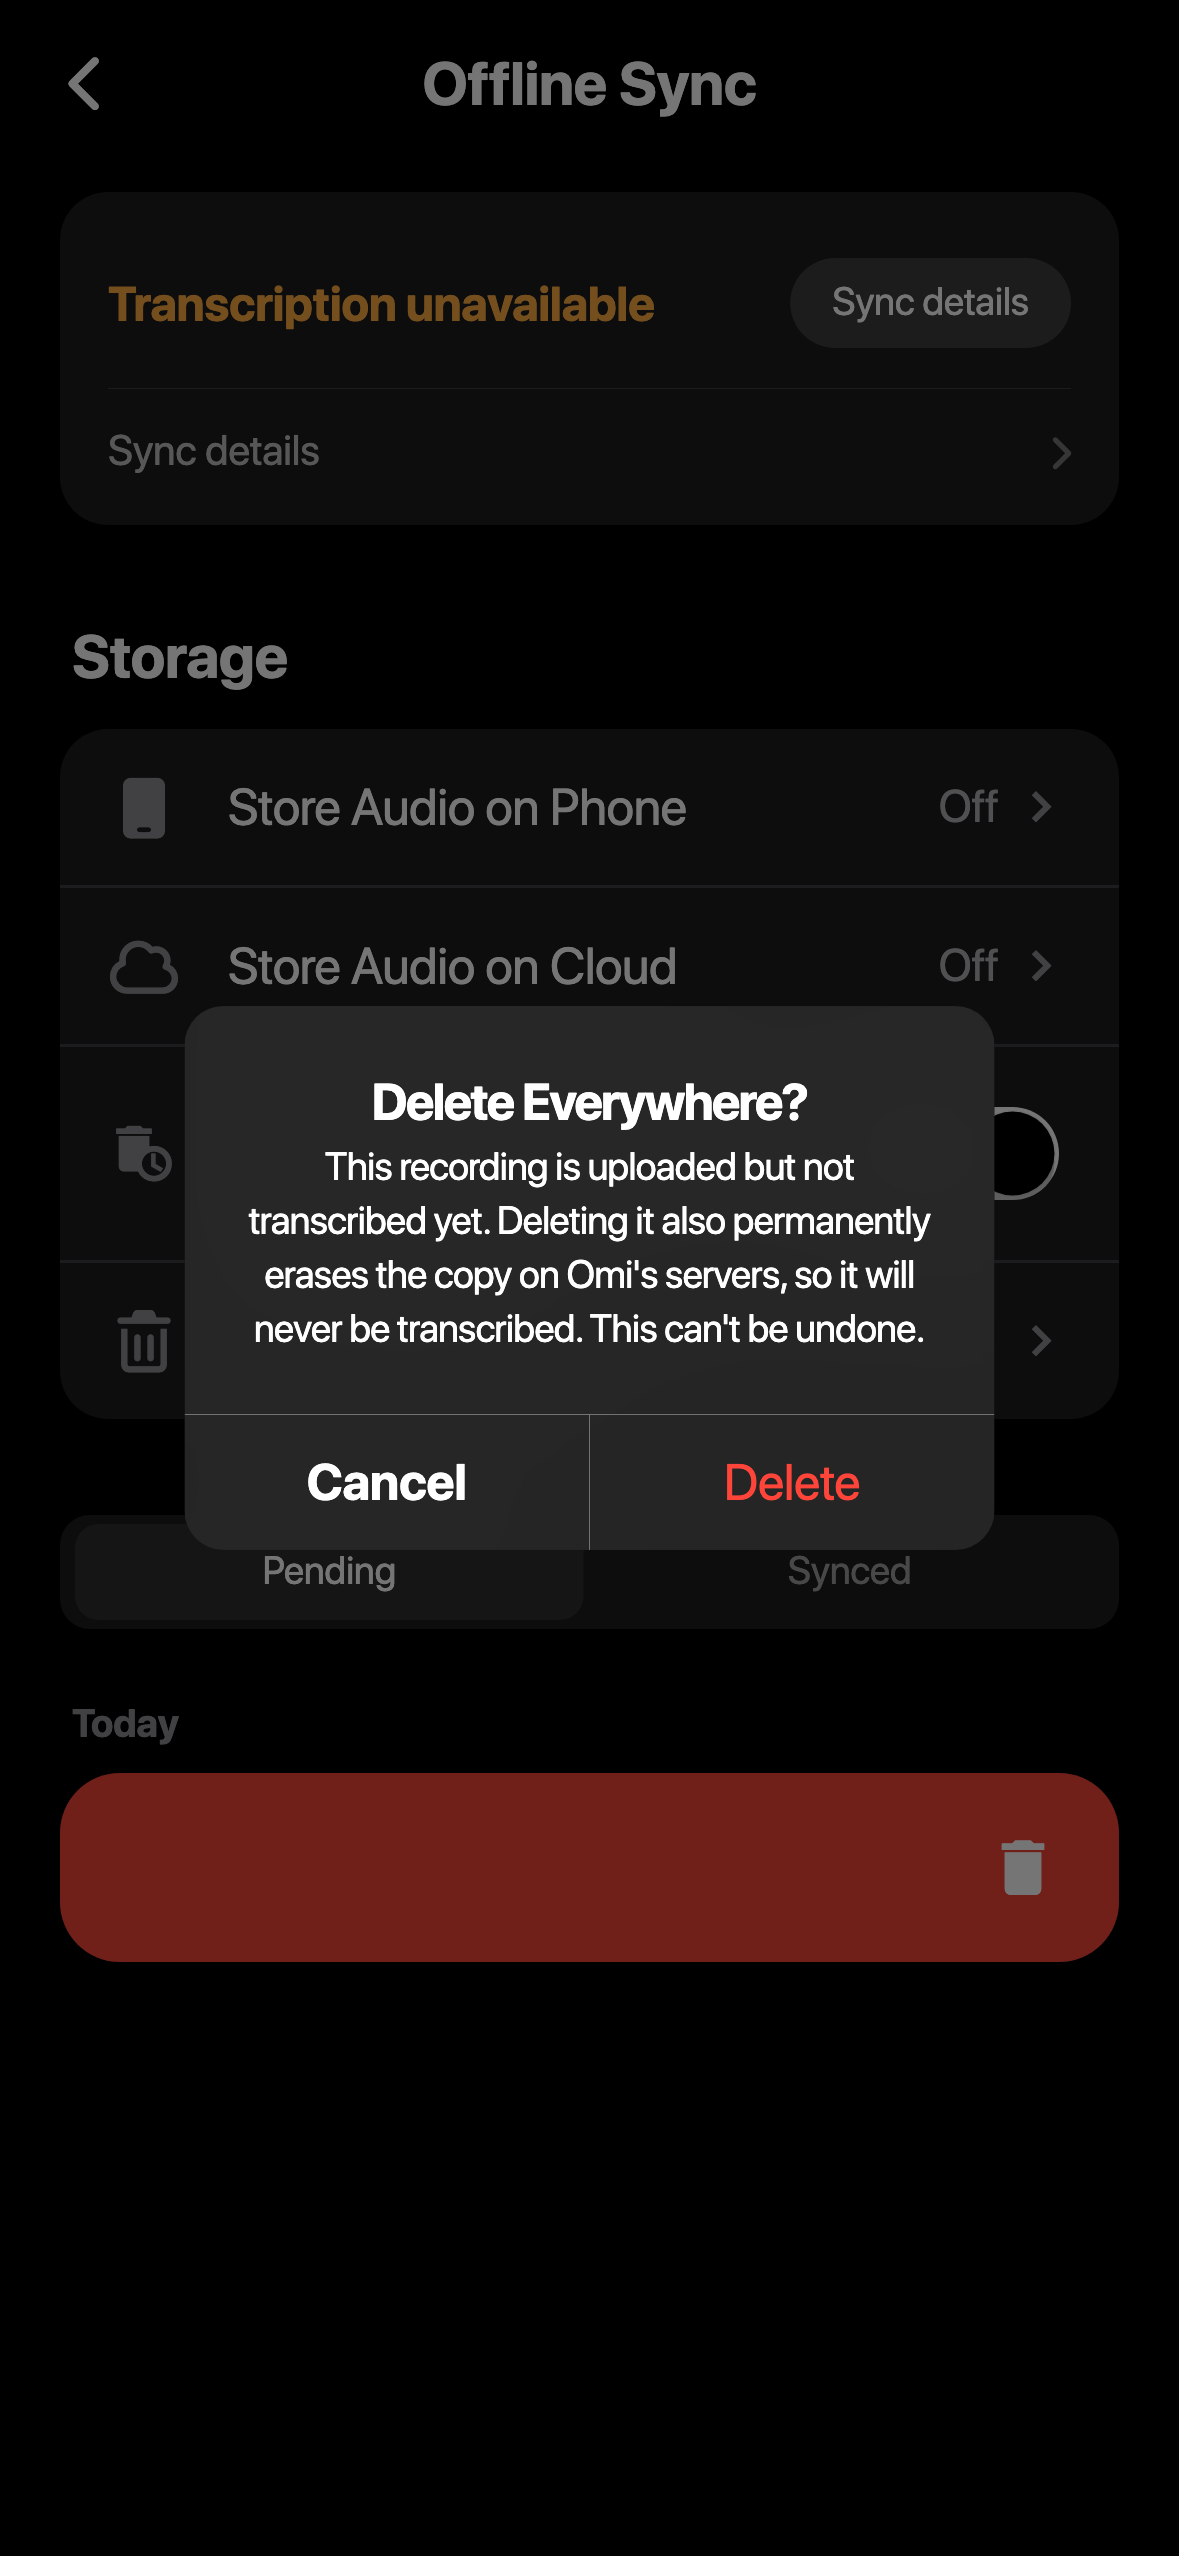 Offline Sync
Transcription unavailable
Sync details
Sync details
Storage
Store Audio on Phone
Off
Store Audio on Cloud
Off
Delete Everywhere?
This recording is uploaded but not
transcribed yet. Deleting it also permanently
erases the copy on Omi's servers, so it will
never be transcribed. This can't be undone.
Cancel
Delete
Pending
Synced
Today